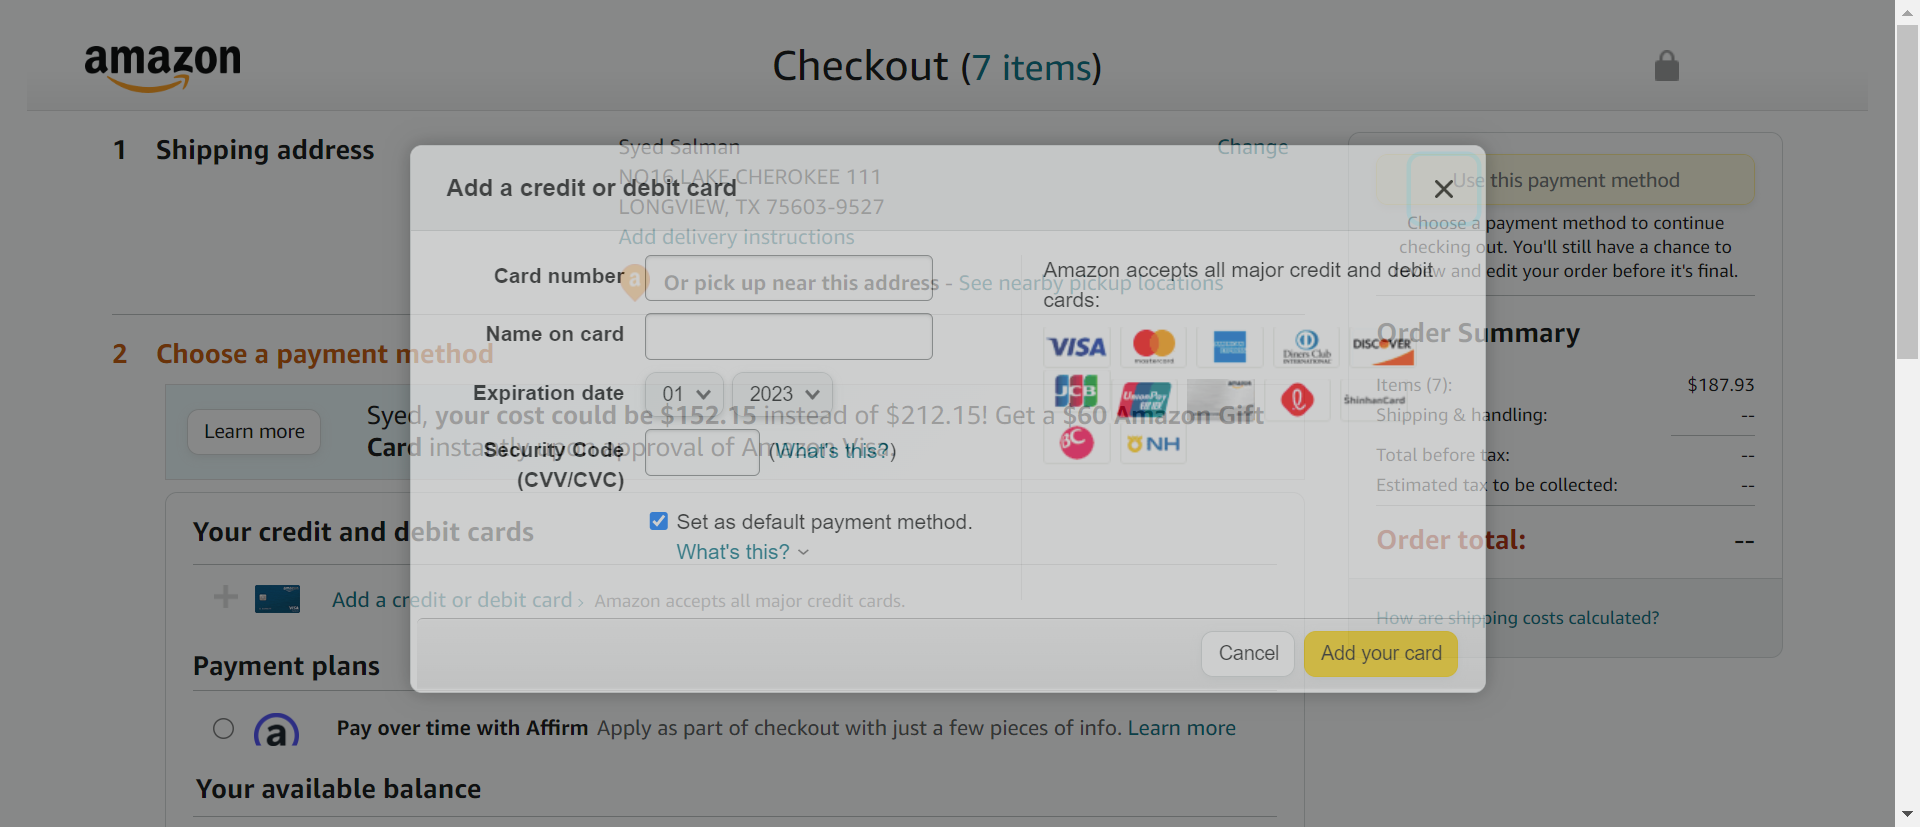 amazon
Checkout (7 items)
1 Shipping address
Syed Salman
NO16 LAKE CHEROKEE 111
LONGVIEW, TX 75603-9527
Add delivery instructions
Or pick up near this address - See nearby pickup locations
Change
Add a credit or debit card
Card number
Name on card
Expiration date
01
2023
Security Code
(CVV/CVC)
(What's this?)
Set as default payment method.
What's this?
Amazon accepts all major credit and debit
cards:
VISA
mastercard
Diners Club
INTERNATIONAL
DISCOVER
JCB
UnionPay
amazon
ShinhanCard
BC
NH
Cancel
Add your card
2 Choose a payment method
Learn more
Syed, your cost could be $152.15 instead of $212.15! Get a $60 Amazon Gift
Card instantly upon approval of Amazon Visa.
Your credit and debit cards
Add a credit or debit card › Amazon accepts all major credit cards.
Payment plans
Pay over time with Affirm Apply as part of checkout with just a few pieces of info. Learn more
Your available balance
Use this payment method
Choose a payment method to continue
checking out. You'll still have a chance to
review and edit your order before it's final.
Order Summary
Items (7): $187.93
Shipping & handling: --
Total before tax: --
Estimated tax to be collected: --
Order total: --
How are shipping costs calculated?